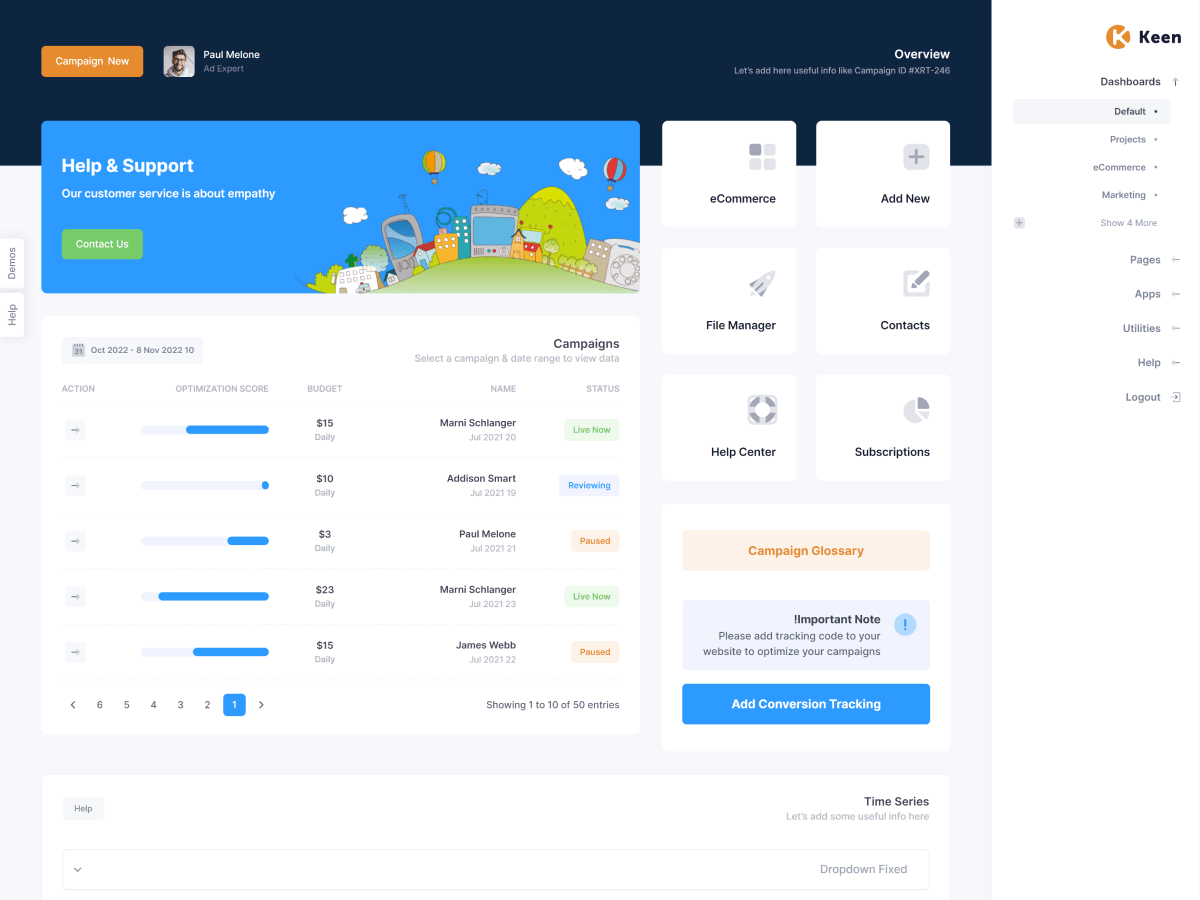 Keen
Dashboards
Default
Projects
eCommerce
Marketing
Show 4 More
Pages
Apps
Utilities
Help
Logout
Overview
Let's add here useful info like Campaign ID #XRT-246
Paul Melone
Ad Expert
Campaign New
Help & Support
Our customer service is about empathy
Contact Us
eCommerce
Add New
File Manager
Contacts
Help Center
Subscriptions
Demos
Help
Campaigns
Select a campaign & date range to view data
31
Oct 2022 - 8 Nov 2022 10
ACTION OPTIMIZATION SCORE BUDGET NAME STATUS
$15 Marni Schlanger Live Now
Daily Jul 2021 20
$10 Addison Smart Reviewing
Daily Jul 2021 19
$3 Paul Melone Paused
Daily Jul 2021 21
$23 Marni Schlanger Live Now
Daily Jul 2021 23
$15 James Webb Paused
Daily Jul 2021 22
6 5 4 3 2 1
Showing 1 to 10 of 50 entries
Campaign Glossary
!Important Note
Please add tracking code to your
website to optimize your campaigns
Add Conversion Tracking
Time Series
Let's add some useful info here
Help
Dropdown Fixed